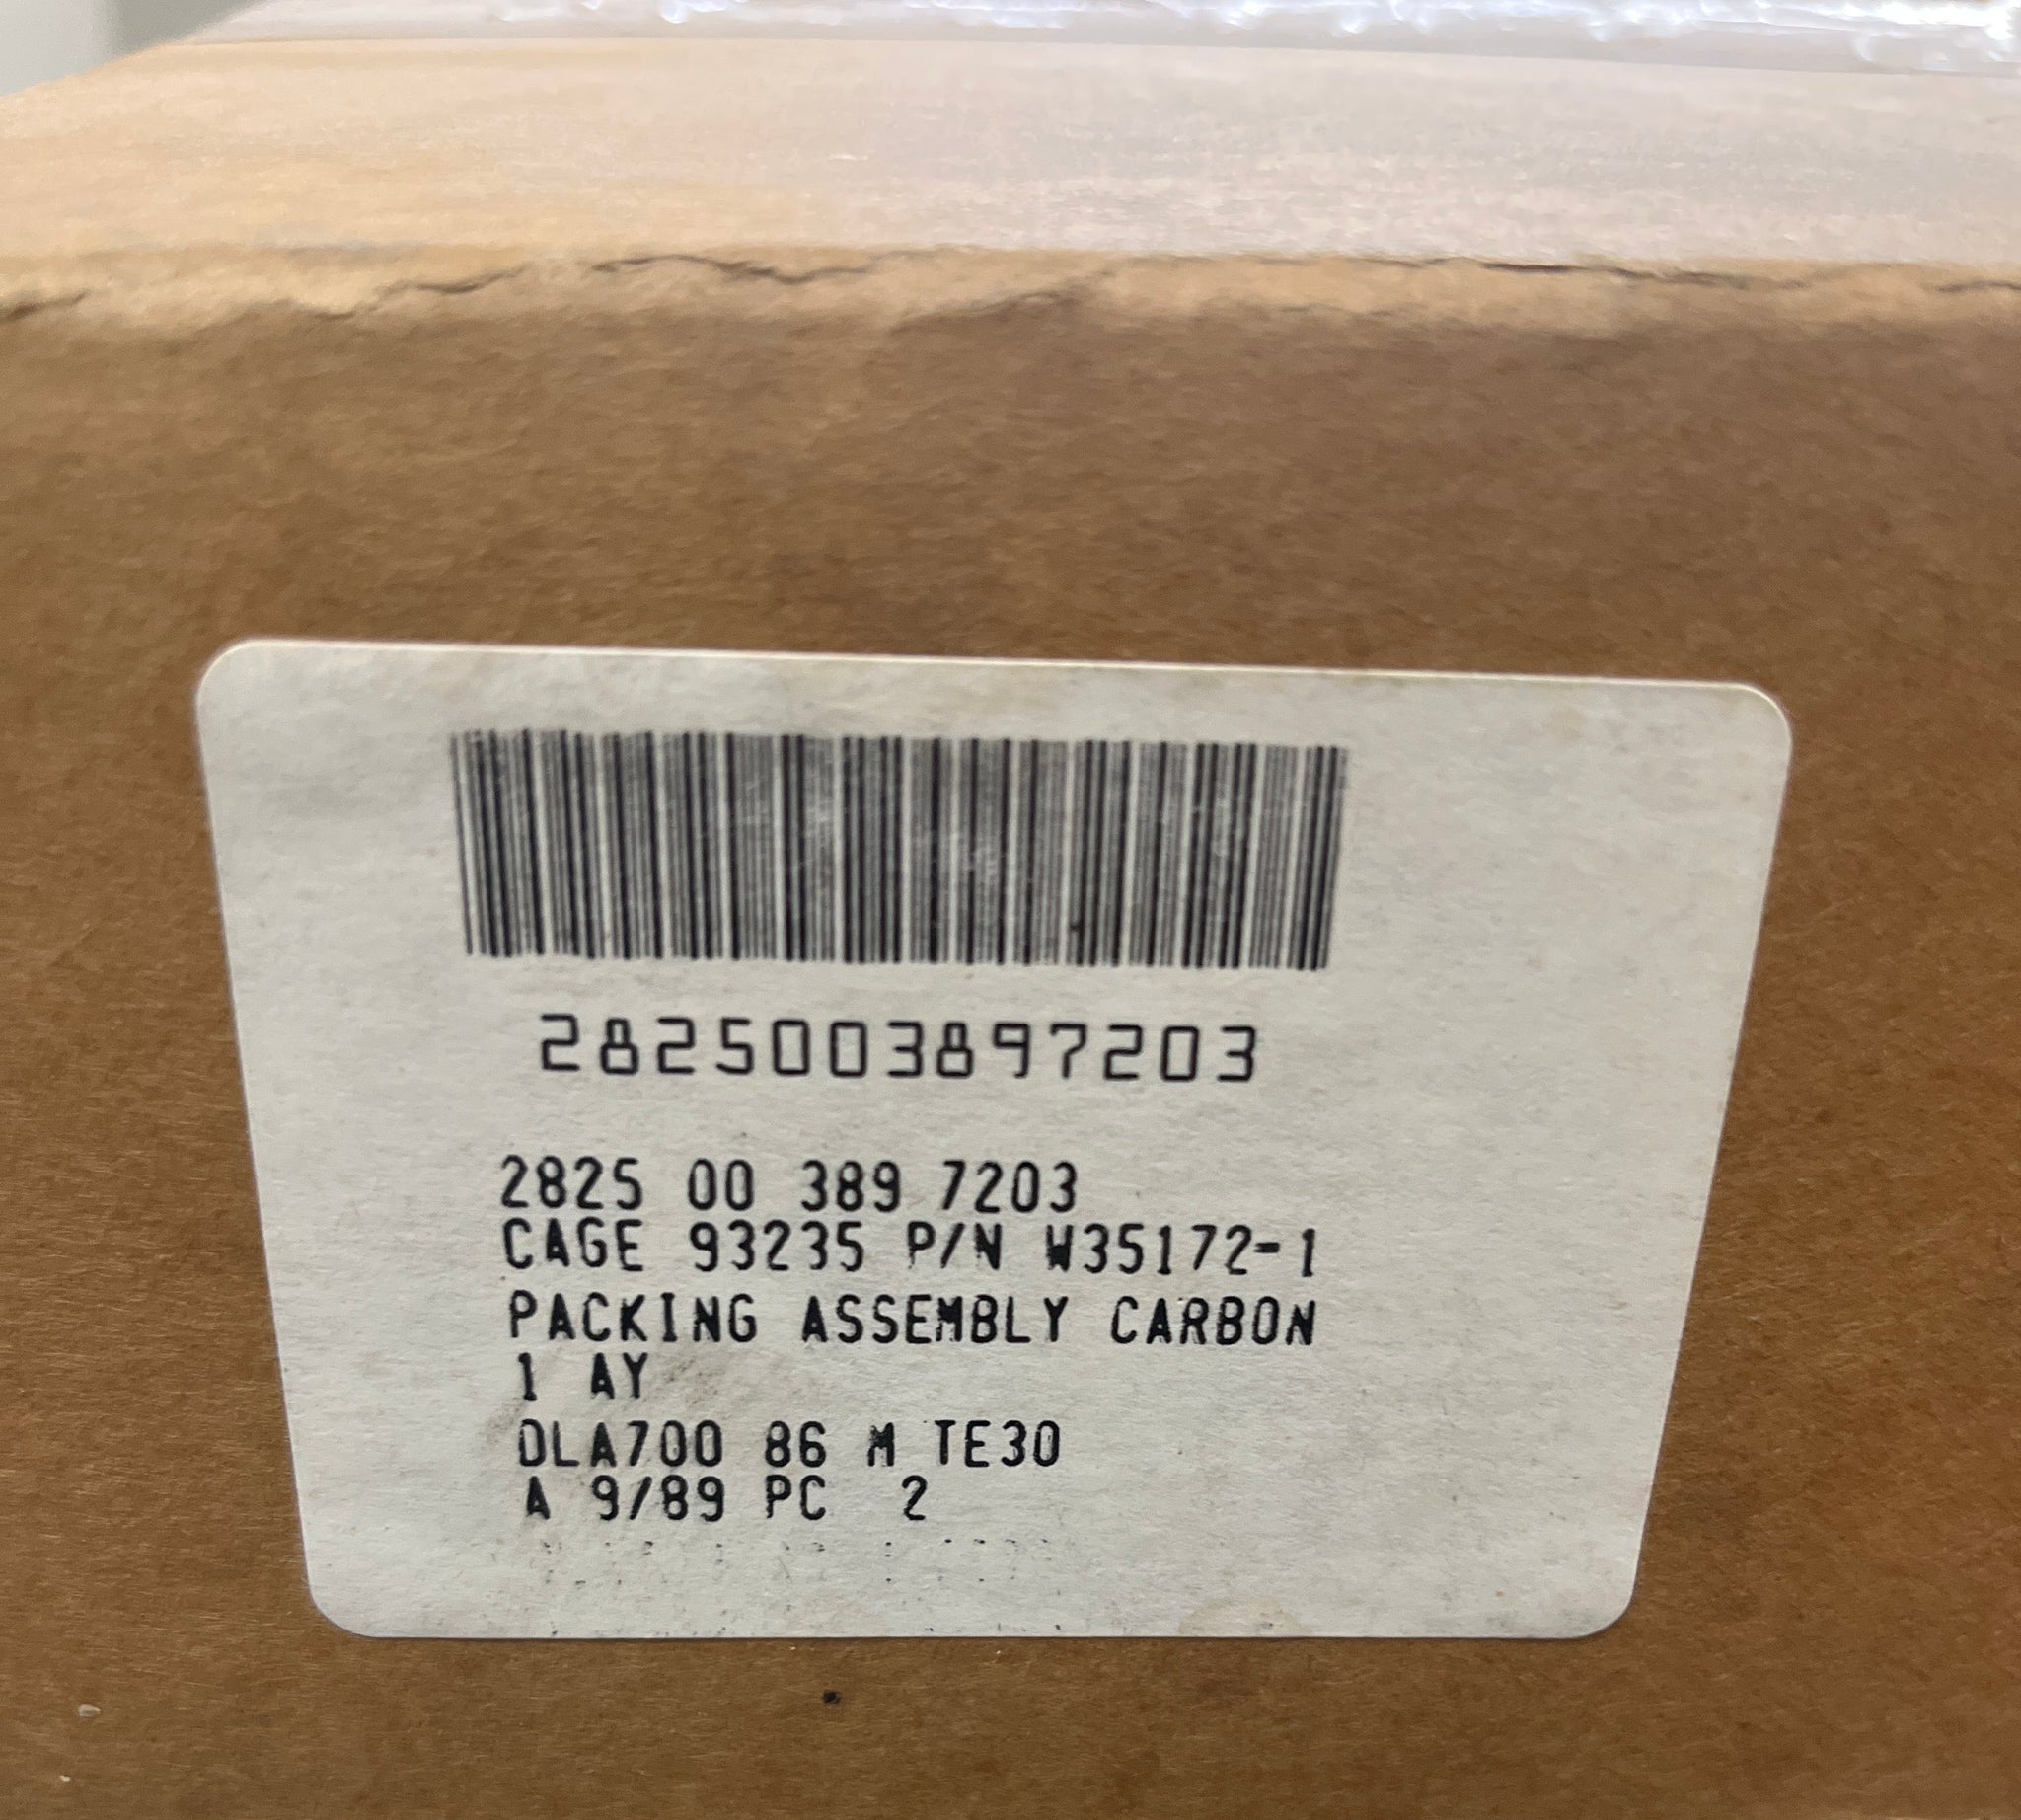 2825003897203
2825 00 389 7203
CAGE 93235 P/N W35172-1
PACKING ASSEMBLY CARBON
1 AY
DLA700 86 M TE30
A 9/89 PC 2